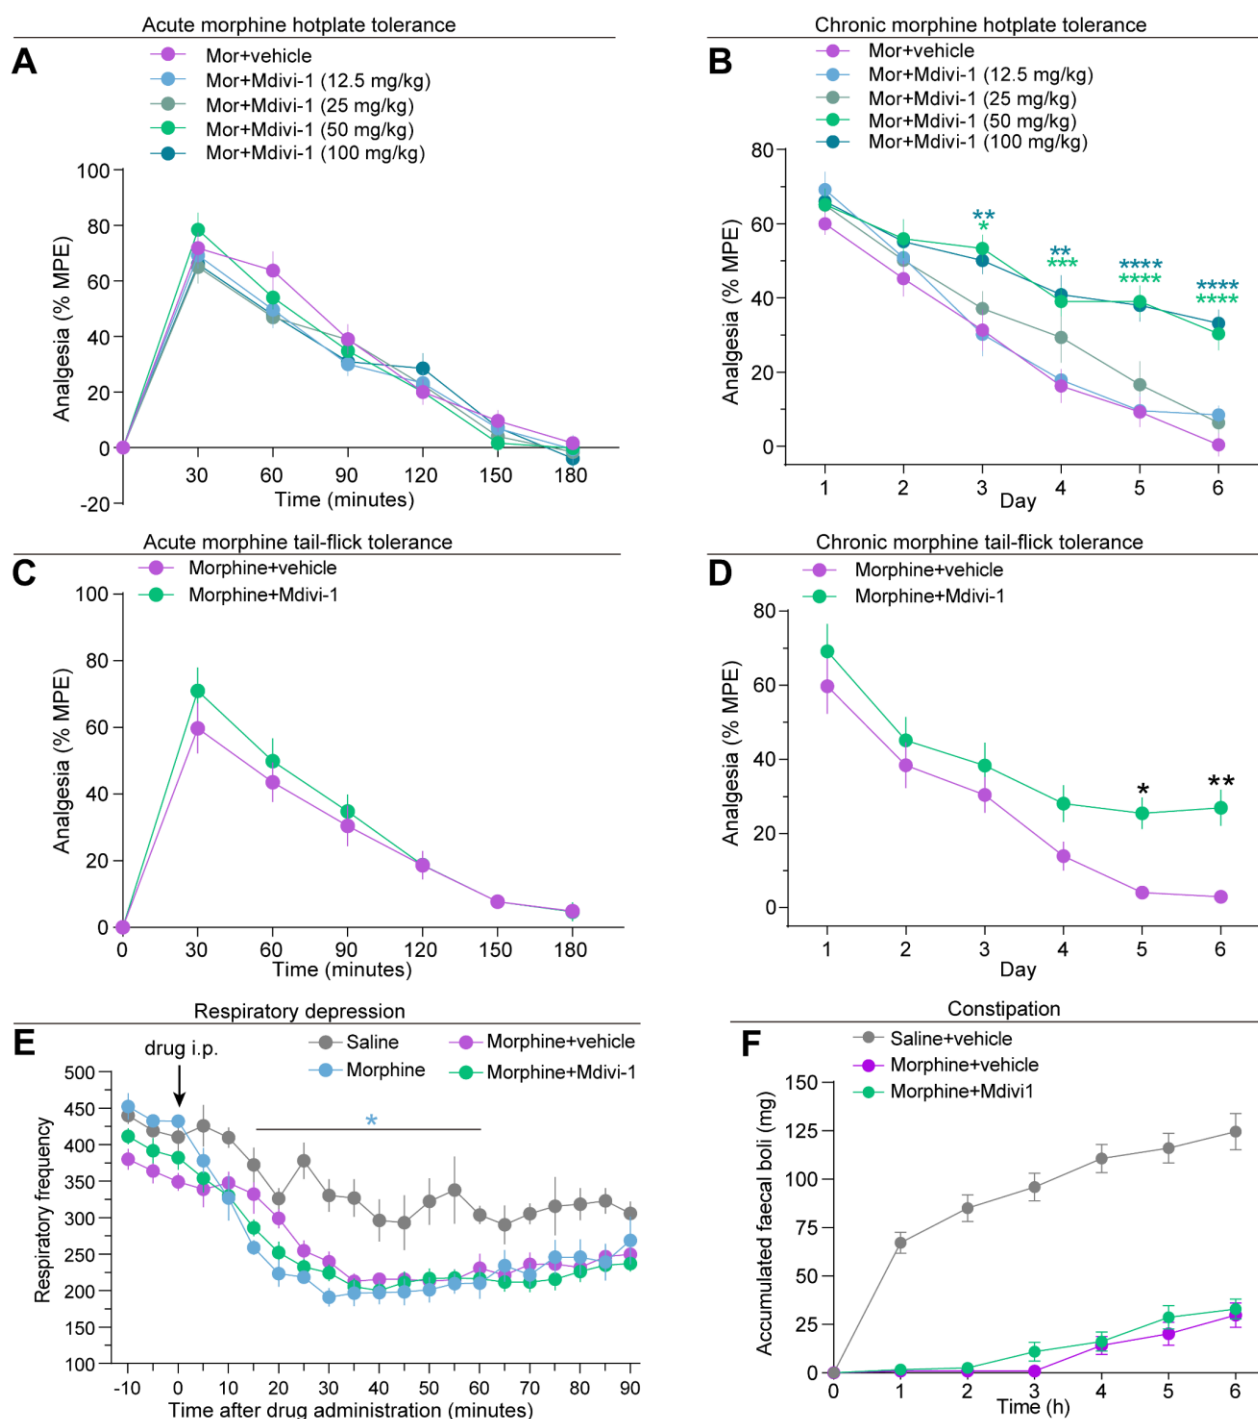 Acute morphine hotplate tolerance
A
Mor+vehicle
Mor+Mdivi-1 (12.5 mg/kg)
Mor+Mdivi-1 (25 mg/kg)
Mor+Mdivi-1 (50 mg/kg)
Mor+Mdivi-1 (100 mg/kg)
Analgesia (% MPE)
100
80
60
40
20
0
-20
30 60 90 120 150 180
Time (minutes)
Chronic morphine hotplate tolerance
B
Mor+vehicle
Mor+Mdivi-1 (12.5 mg/kg)
Mor+Mdivi-1 (25 mg/kg)
Mor+Mdivi-1 (50 mg/kg)
Mor+Mdivi-1 (100 mg/kg)
Analgesia (% MPE)
80
60
40
20
0
** ** **** ****
* *** **** ****
1 2 3 4 5 6
Day
Acute morphine tail-flick tolerance
C
Morphine+vehicle
Morphine+Mdivi-1
Analgesia (% MPE)
100
80
60
40
20
0
0 30 60 90 120 150 180
Time (minutes)
Chronic morphine tail-flick tolerance
D
Morphine+vehicle
Morphine+Mdivi-1
Analgesia (% MPE)
80
60
40
20
0
* **
1 2 3 4 5 6
Day
Respiratory depression
E
drug i.p.
Saline
Morphine
Morphine+vehicle
Morphine+Mdivi-1
*
Respiratory frequency
500
450
400
350
300
250
200
150
100
-10 0 10 20 30 40 50 60 70 80 90
Time after drug administration (minutes)
Constipation
F
Saline+vehicle
Morphine+vehicle
Morphine+Mdivi1
Accumulated faecal boli (mg)
150
125
100
75
50
25
0
0 1 2 3 4 5 6
Time (h)